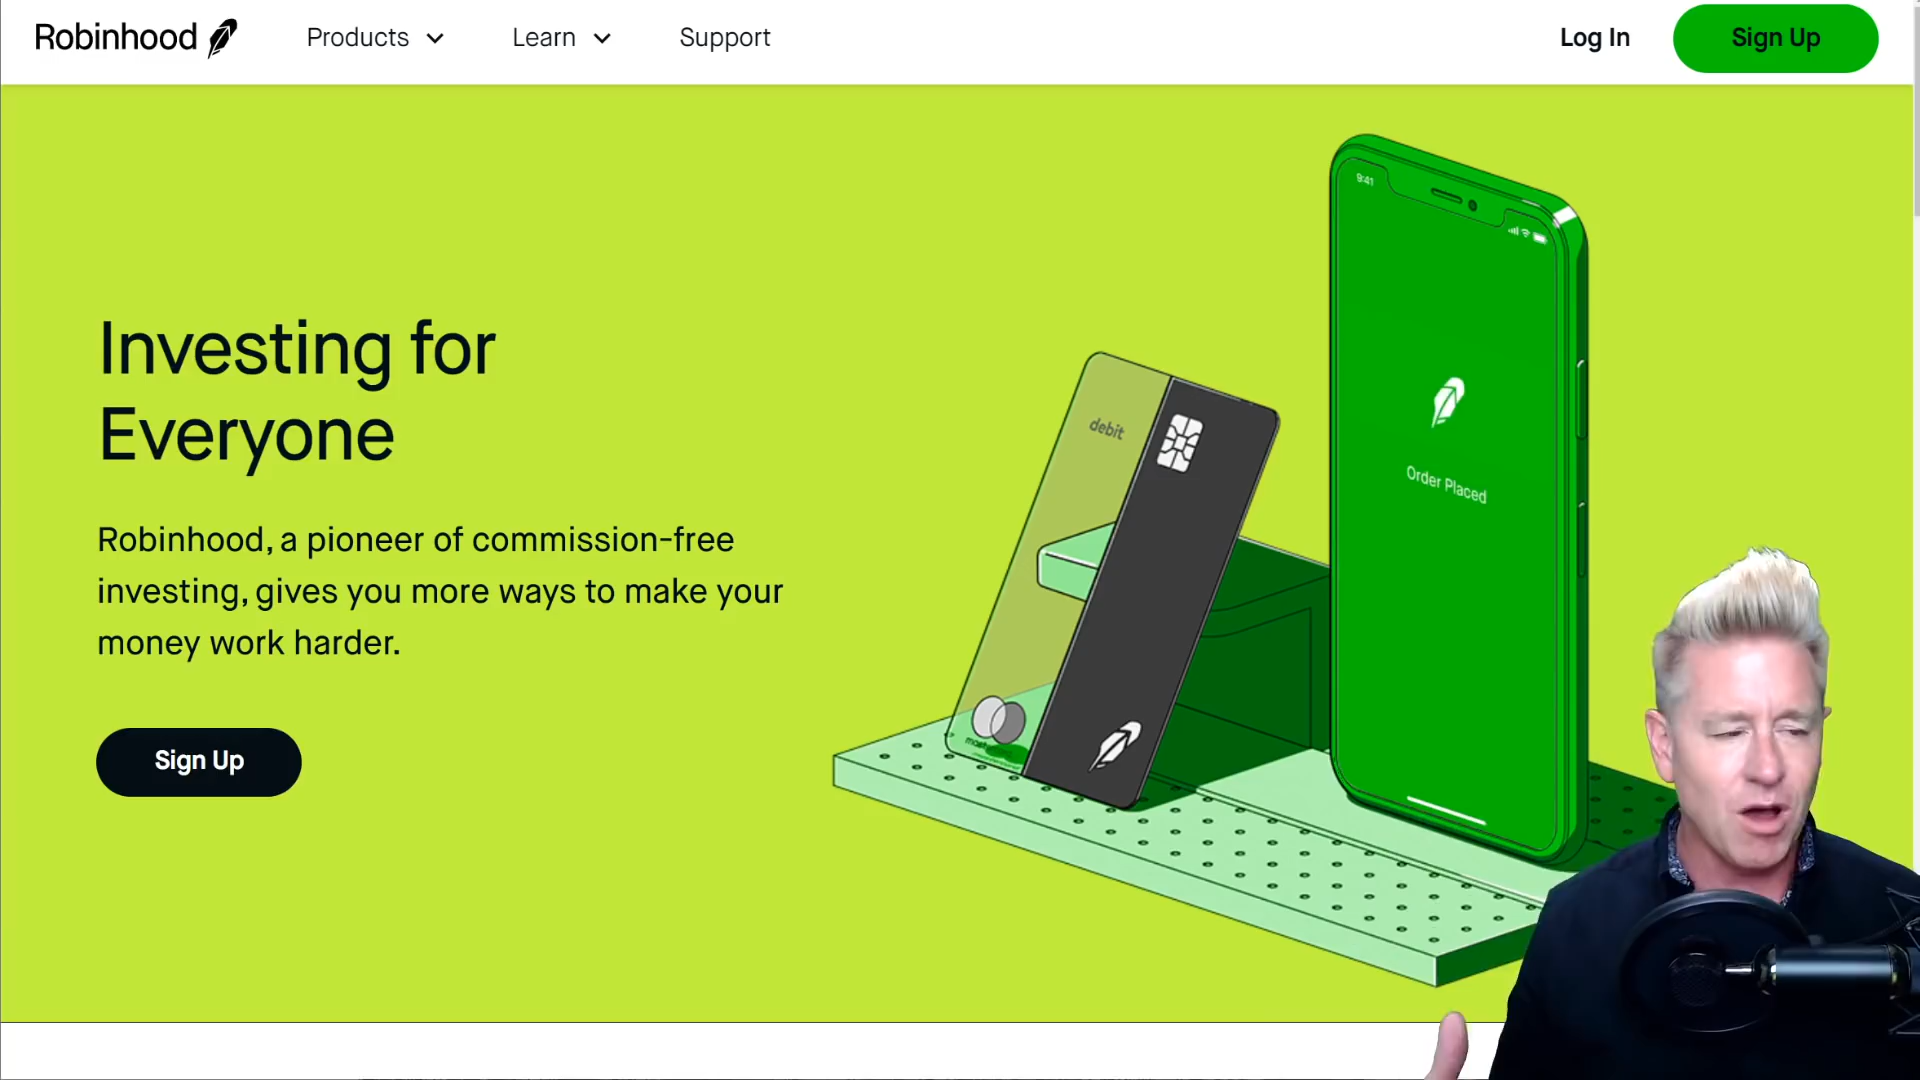 Robinhood
Products
Learn
Support
Log In
Sign Up
9:41
Investing for
Everyone
debit
Order Placed
Robinhood, a pioneer of commission-free
investing, gives you more ways to make your
money work harder.
Sign Up